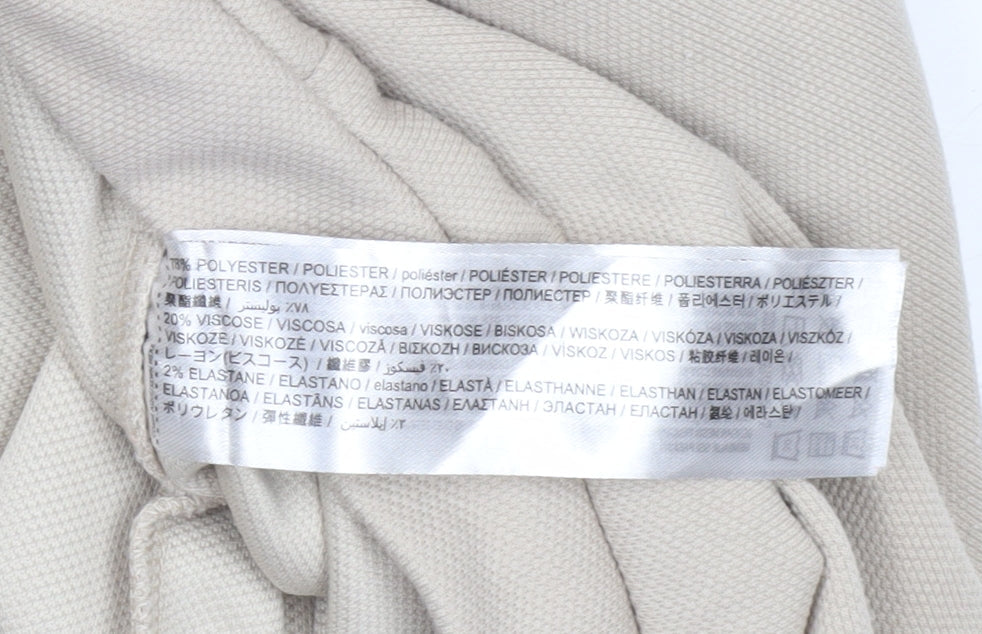 78% POLYESTER / POLIESTER / poliéster / POLIÉSTER / POLIESTERE / POLIESTERRA / POLIÉSZTER /
POLIESTERIS / ΠΟΛΥΕΣΤΕΡΑΣ / ПОЛИЭСТЕР / ПОЛИЕСТЕР / 聚酯纤维 / 폴리에스터 / ポリエステル /
聚酯纖維 / بوليستر ٪٧٨
20% VISCOSE / VISCOSA / viscosa / VISKOSE / BISKOSA / WISKOZA / VISKÓZA / VISKOZA / VISZKÓZ /
VISKOZE / VISKOZĖ / VISCOZĂ / ΒΙΣΚΟΖΗ / ВИСКОЗА / VİSKOZ / VISKOS / 粘胶纤维 / 레이온 /
レーヨン(ビスコース) / 纖維膠 / فيسكوز ٪٢٠
2% ELASTANE / ELASTANO / elastano / ELASTÀ / ELASTHANNE / ELASTHAN / ELASTAN / ELASTOMEER /
ELASTANOA / ELASTĀNS / ELASTANAS / ΕΛΑΣΤΑΝΗ / ЭЛАСТАН / ЕЛАСТАН / 氨纶 / 에라스탄 /
ポリウレタン / 彈性纖維 / إيلاستين ٪٢